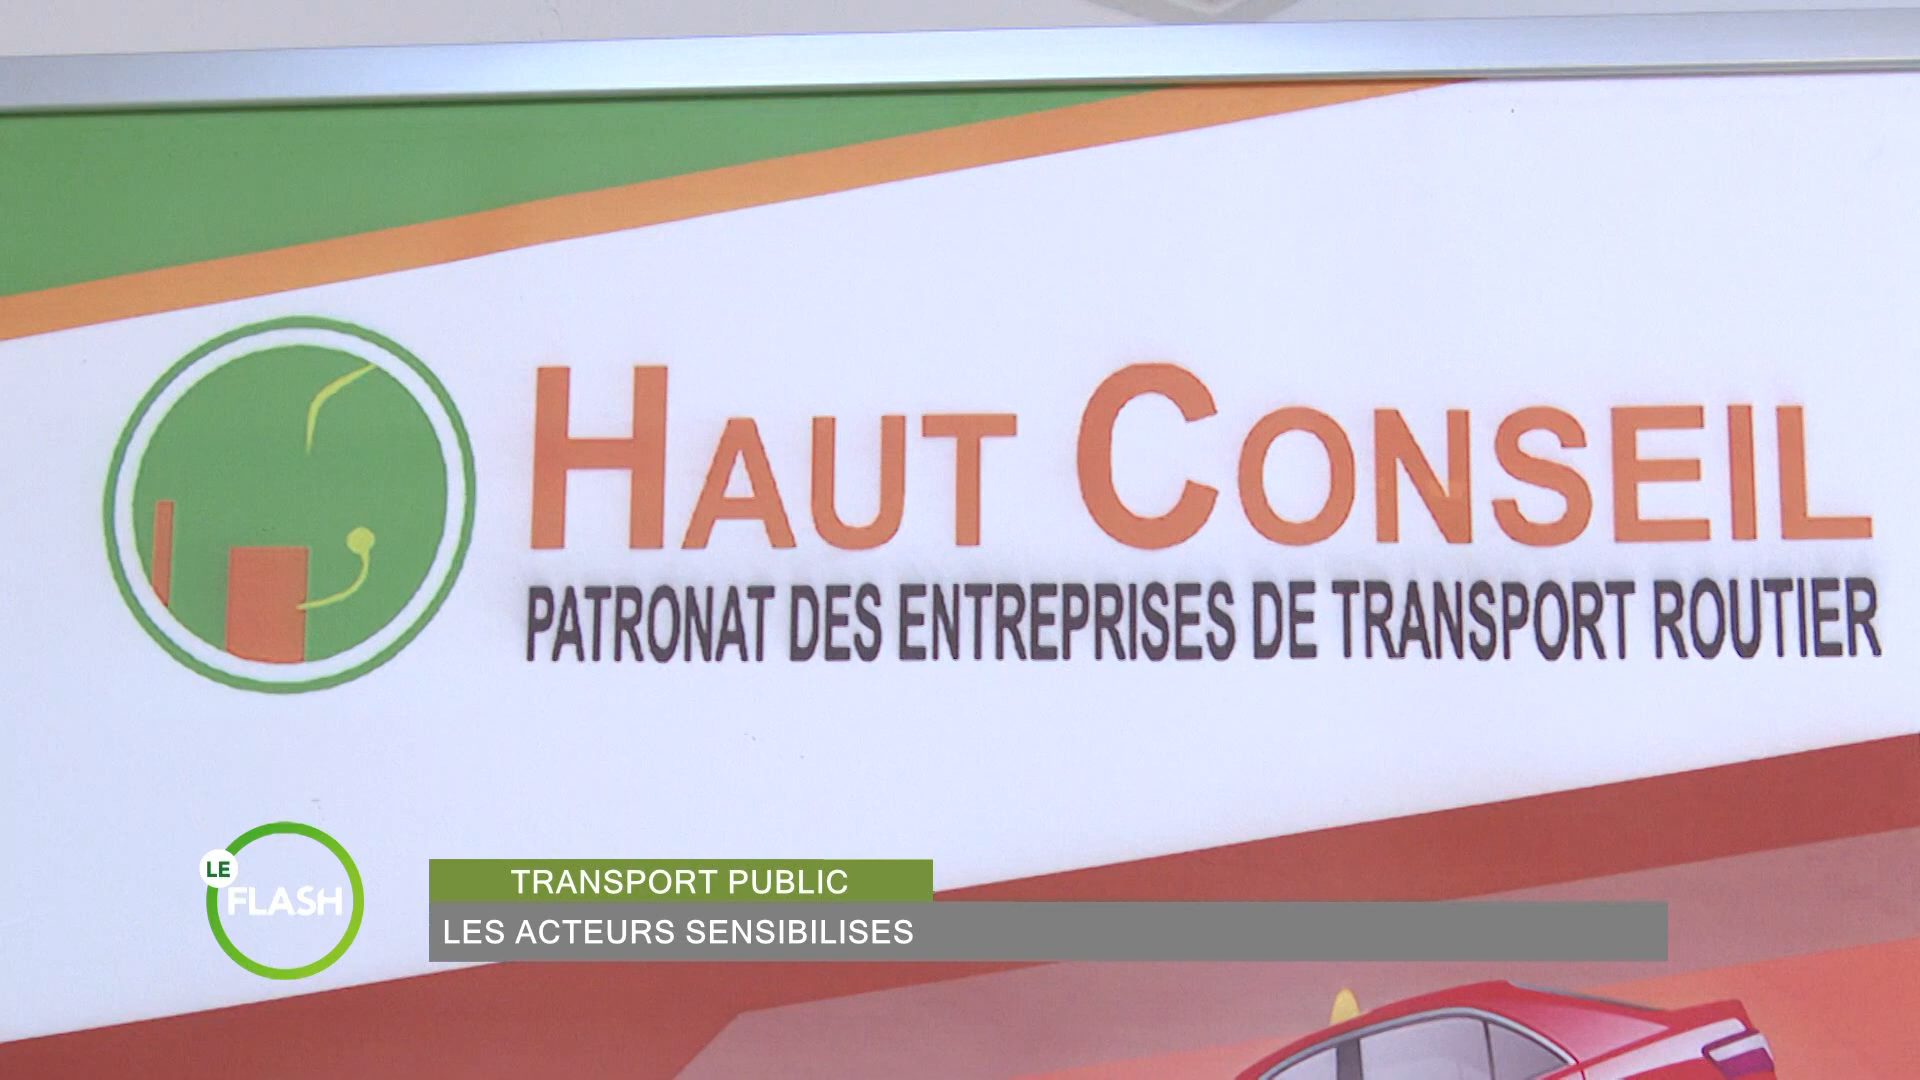 HAUT CONSEIL
PATRONAT DES ENTREPRISES DE TRANSPORT ROUTIER
LE
FLASH
TRANSPORT PUBLIC
LES ACTEURS SENSIBILISES